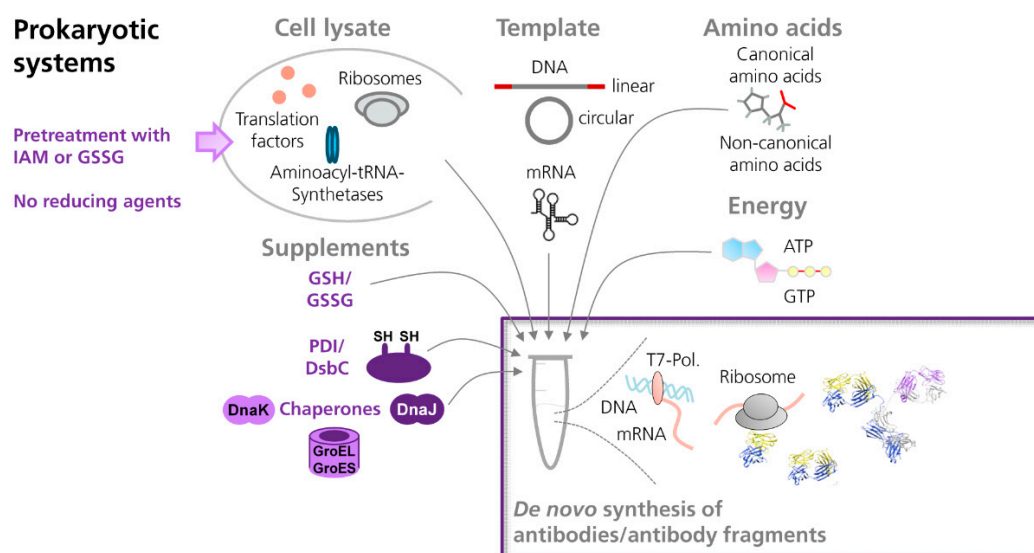 Prokaryotic
systems
Cell lysate
Ribosomes
Translation
factors
Aminoacyl-tRNA-
Synthetases
Pretreatment with
IAM or GSSG
No reducing agents
Template
DNA
linear
circular
mRNA
Amino acids
Canonical
amino acids
Non-canonical
amino acids
Energy
ATP
GTP
Supplements
GSH/
GSSG
PDI/
DsbC
SH SH
DnaK Chaperones DnaJ
GroEL
GroES
T7-Pol.
DNA
mRNA
Ribosome
De novo synthesis of
antibodies/antibody fragments